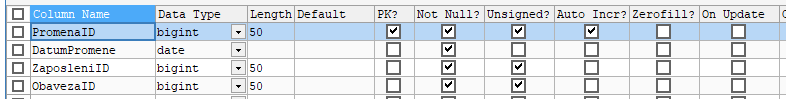 Column Name Data Type Length Default PK? Not Null? Unsigned? Auto Incr? Zerofill? On Update
PromenaID bigint 50
DatumPromene date
ZaposleniID bigint 50
ObavezaID bigint 50